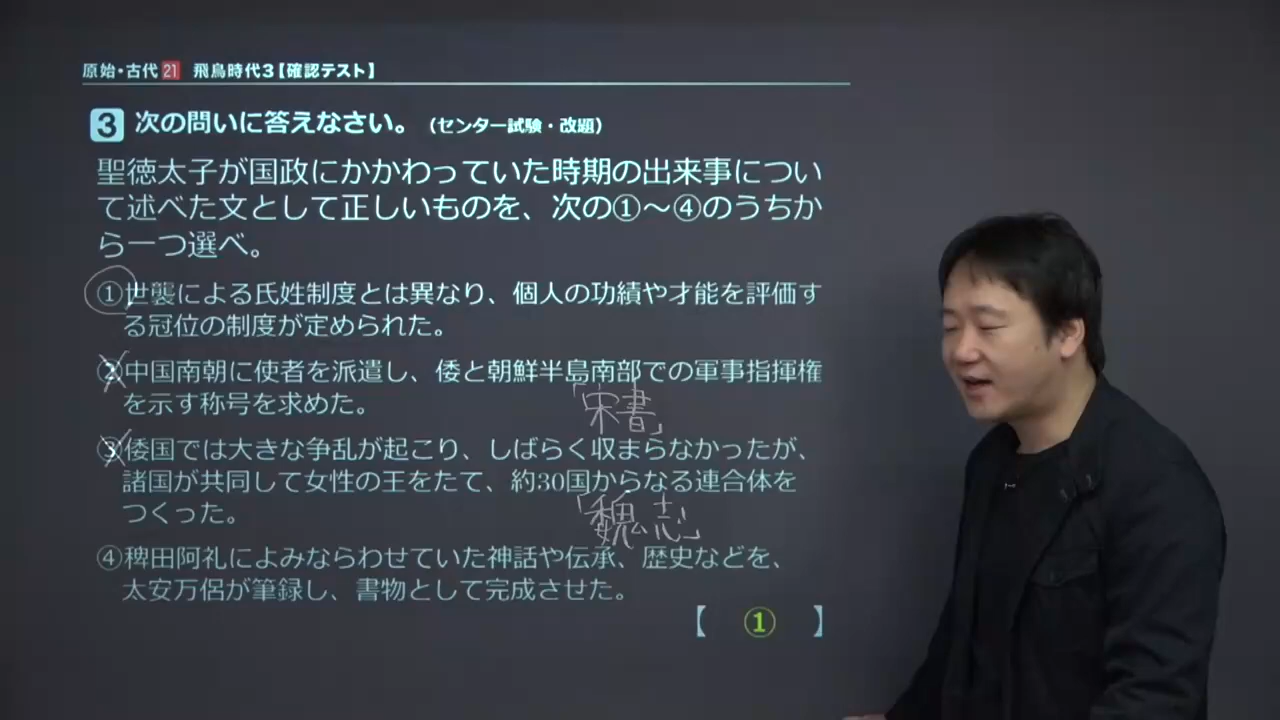 原始・古代21 飛鳥時代3【確認テスト】
3 次の問いに答えなさい。（センター試験・改題）
聖徳太子が国政にかかわっていた時期の出来事につい
て述べた文として正しいものを、次の①～④のうちか
ら一つ選べ。
①世襲による氏姓制度とは異なり、個人の功績や才能を評価す
る冠位の制度が定められた。
②中国南朝に使者を派遣し、倭と朝鮮半島南部での軍事指揮権
を示す称号を求めた。
「宋書」
③倭国では大きな争乱が起こり、しばらく収まらなかったが、
諸国が共同して女性の王をたて、約30国からなる連合体を
つくった。
「魏志」
④稗田阿礼によみならわせていた神話や伝承、歴史などを、
太安万侶が筆録し、書物として完成させた。
【 ① 】